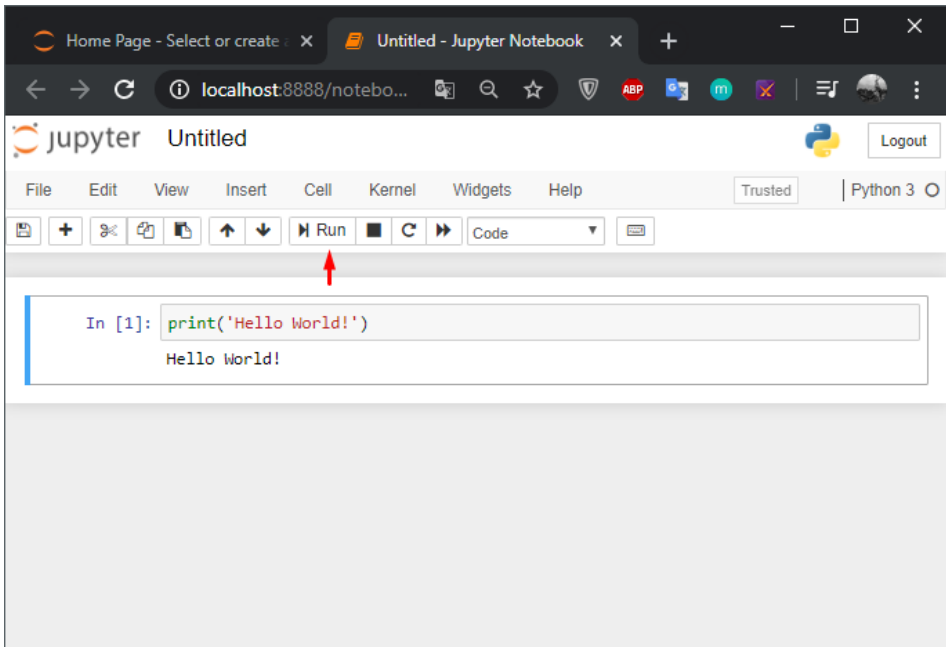 Home Page - Select or create a
Untitled - Jupyter Notebook
localhost:8888/notebo...
ABP
m
jupyter Untitled
Logout
File Edit View Insert Cell Kernel Widgets Help
Trusted
Python 3
Run
Code
In [1]: print('Hello World!')
Hello World!